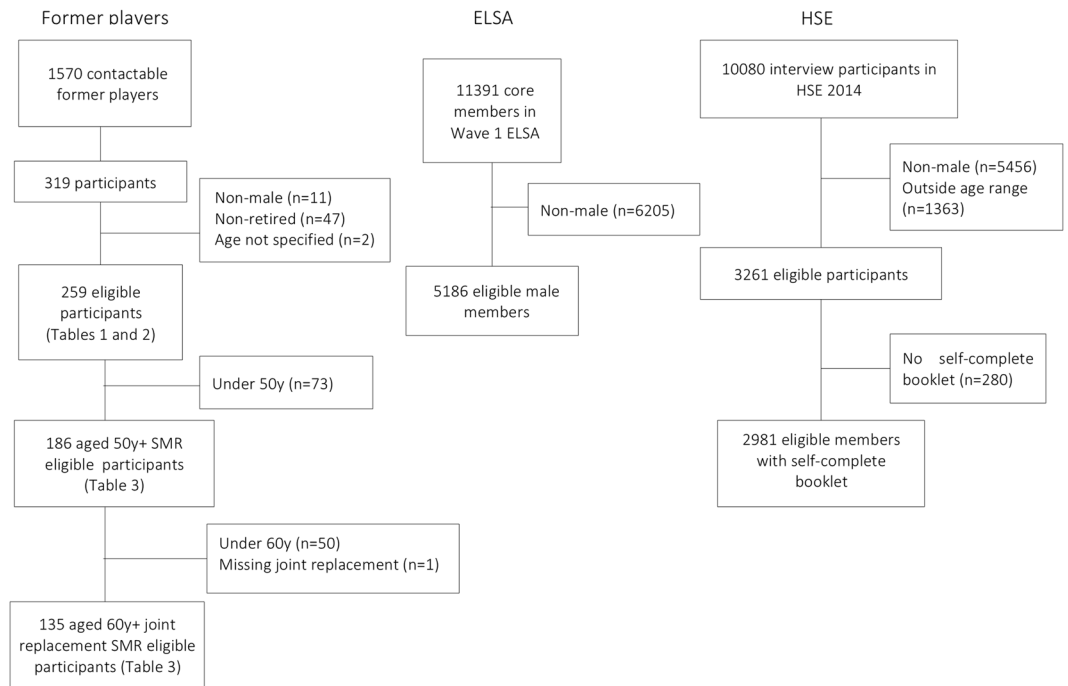 Former players
1570 contactable
former players
319 participants
Non-male (n=11)
Non-retired (n=47)
Age not specified (n=2)
259 eligible
participants
(Tables 1 and 2)
Under 50y (n=73)
186 aged 50y+ SMR
eligible participants
(Table 3)
Under 60y (n=50)
Missing joint replacement (n=1)
135 aged 60y+ joint
replacement SMR eligible
participants (Table 3)
ELSA
11391 core
members in
Wave 1 ELSA
Non-male (n=6205)
5186 eligible male
members
HSE
10080 interview participants in
HSE 2014
Non-male (n=5456)
Outside age range
(n=1363)
3261 eligible participants
No self-complete
booklet (n=280)
2981 eligible members
with self-complete
booklet